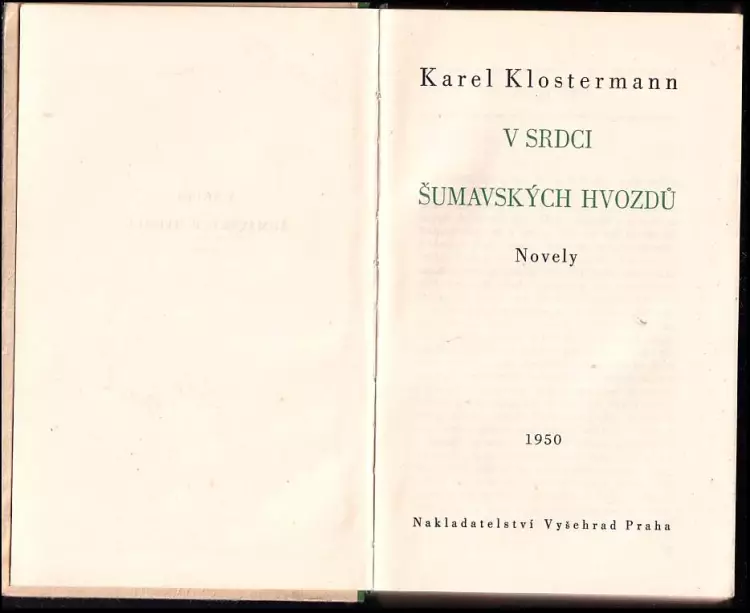 Karel Klostermann
V SRDCI
ŠUMAVSKÝCH HVOZDŮ
Novely
1950
Nakladatelství Vyšehrad Praha